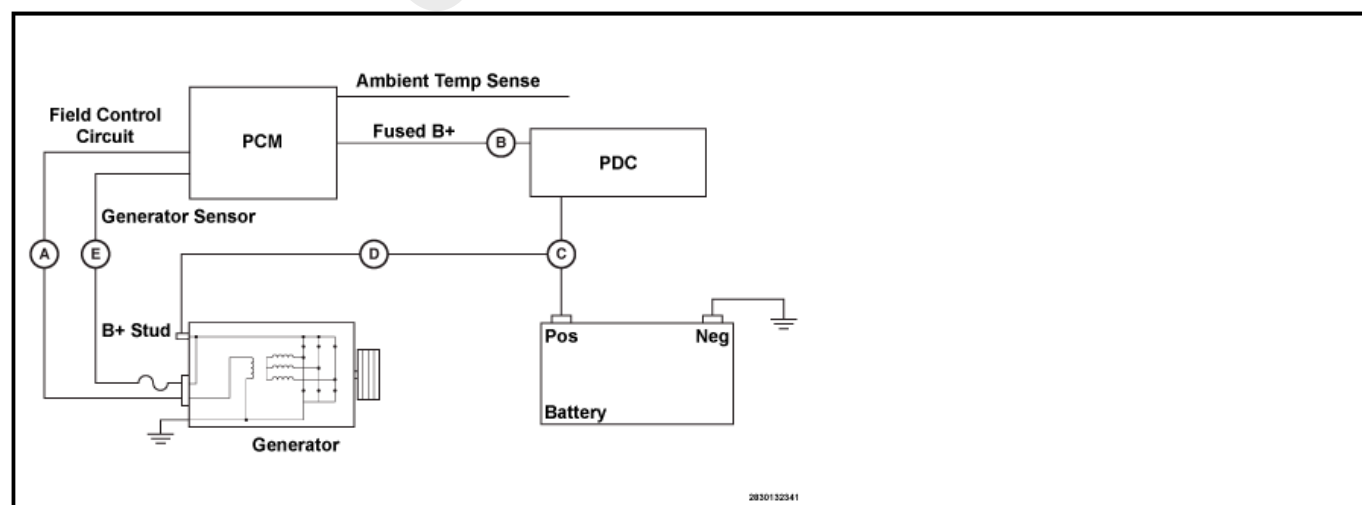 Ambient Temp Sense
Field Control
Circuit
PCM
Fused B+
B
PDC
Generator Sensor
A
E
D
C
B+ Stud
Pos
Neg
Battery
Generator
2830132341